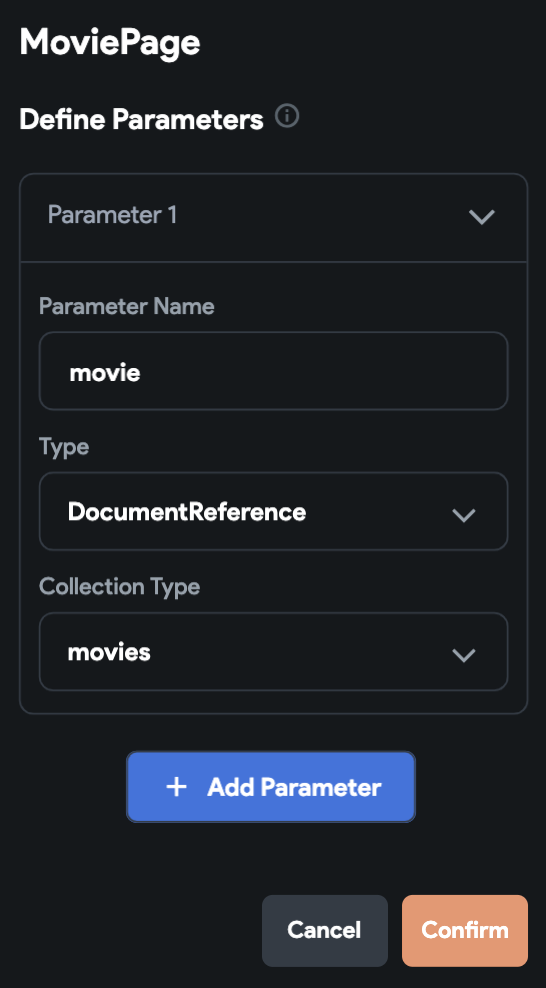 MoviePage
Define Parameters
Parameter 1
Parameter Name
movie
Type
DocumentReference
Collection Type
movies
+ Add Parameter
Cancel Confirm